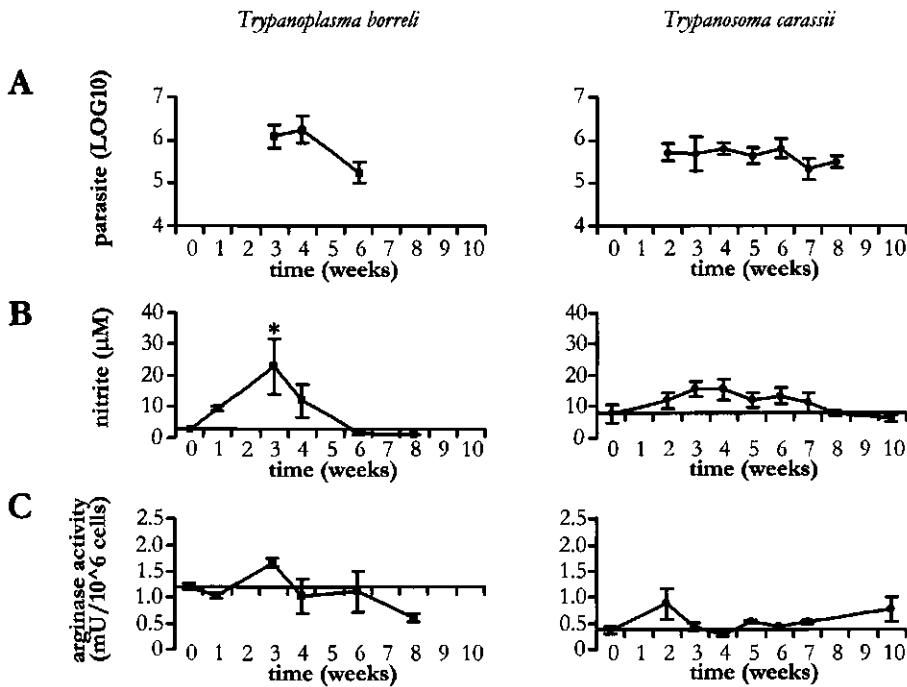 Trypanoplasma borreli
Trypanosoma carassii
A
parasite (LOG10)
7
6
5
4
0 1 2 3 4 6 7 8 9 10
time (weeks)
7
6
5
4
0 1 2 3 4 5 6 7 8 9 10
time (weeks)
B
nitrite (µM)
40
30
20
10
0
*
0 1 2 3 4 6 7 8 9 10
time (weeks)
40
30
20
10
0
0 1 2 3 4 5 6 7 8 9 10
time (weeks)
C
arginase activity
(mU/10^6 cells)
2.5
2.0
1.5
1.0
0.5
0
0 1 2 3 4 5 6 7 8 9 10
time (weeks)
2.5
2.0
1.5
1.0
0.5
0
0 1 2 3 4 5 6 7 8 9 10
time (weeks)